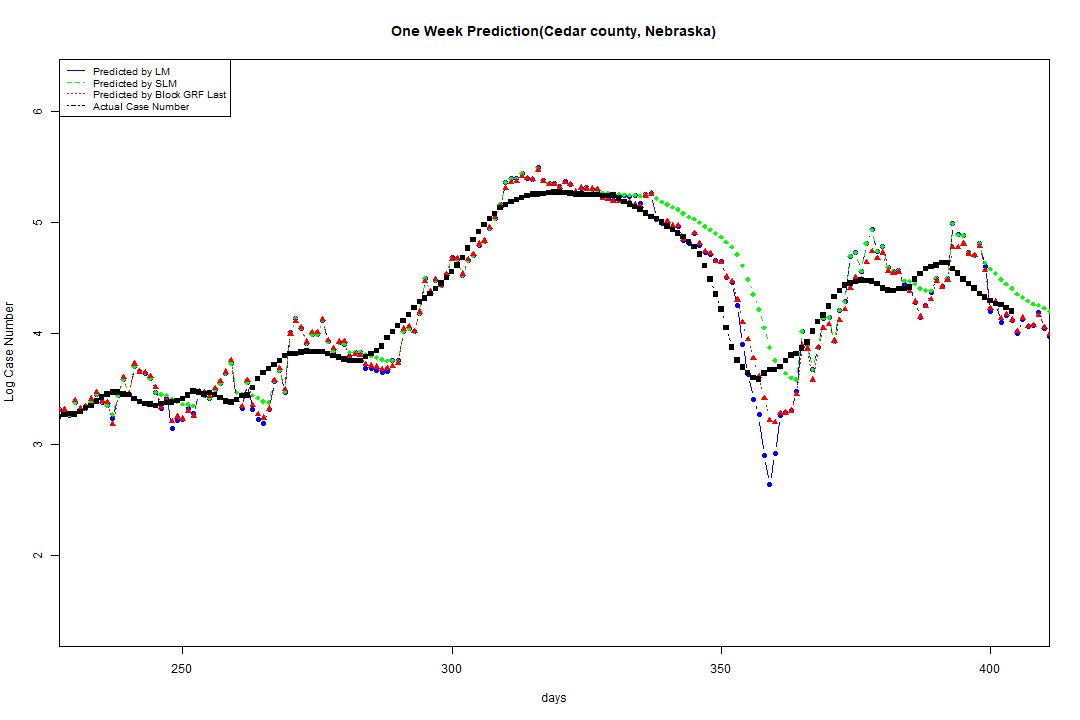 One Week Prediction(Cedar county, Nebraska)
Predicted by LM
Predicted by SLM
Predicted by Block GRF Last
Actual Case Number
6
5
4
3
2
Log Case Number
250
300
350
400
days